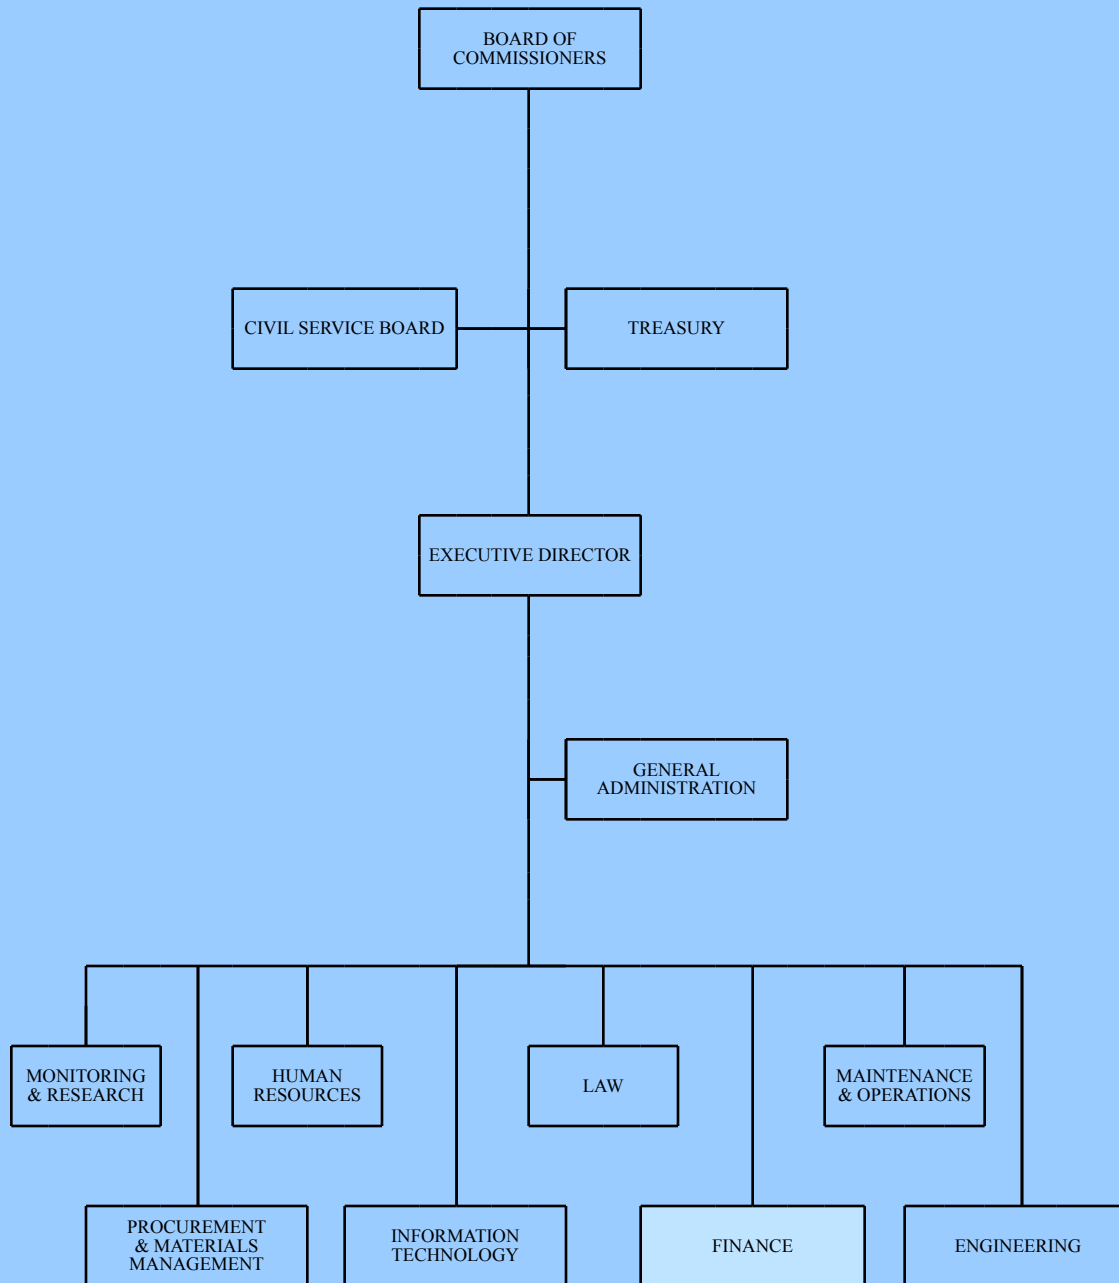 BOARD OF
COMMISSIONERS
CIVIL SERVICE BOARD
TREASURY
EXECUTIVE DIRECTOR
GENERAL
ADMINISTRATION
MONITORING
& RESEARCH
HUMAN
RESOURCES
LAW
MAINTENANCE
& OPERATIONS
PROCUREMENT
& MATERIALS
MANAGEMENT
INFORMATION
TECHNOLOGY
FINANCE
ENGINEERING